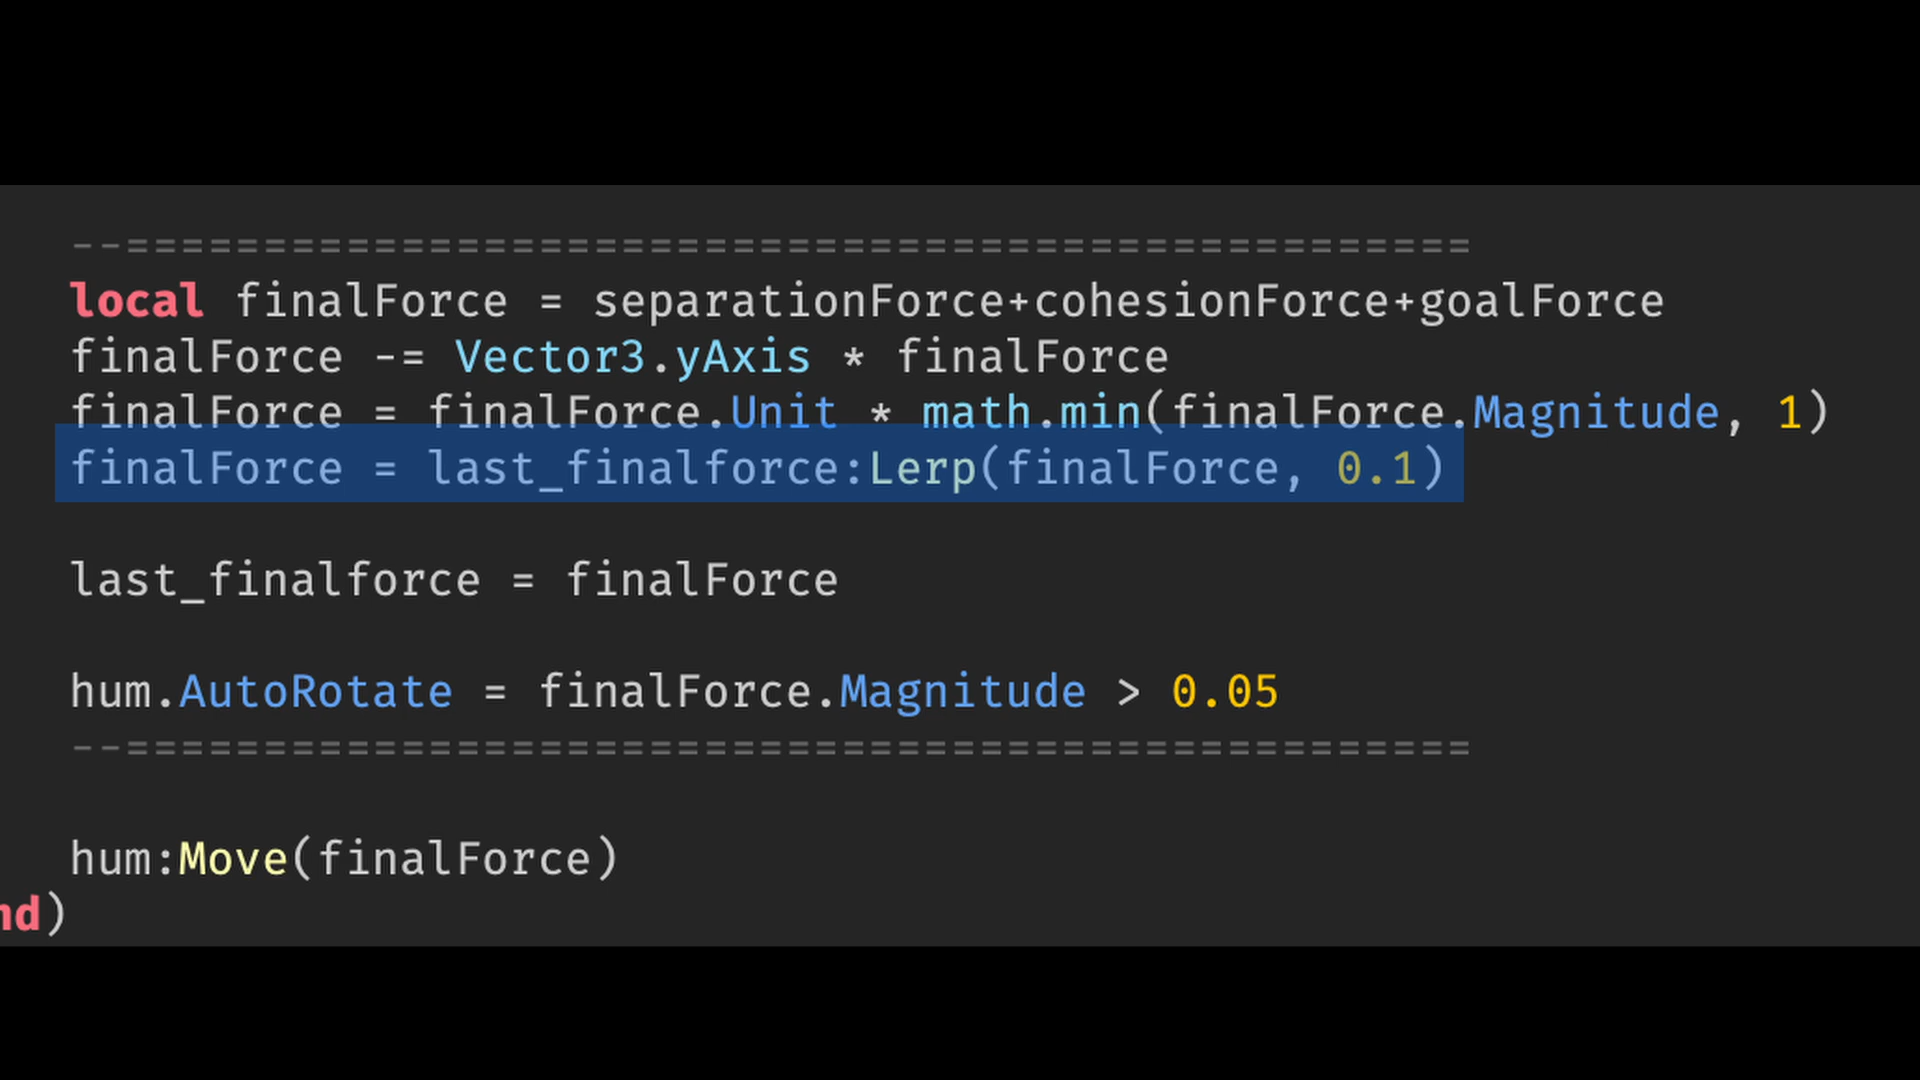 --=================================================
local finalForce = separationForce+cohesionForce+goalForce
finalForce -= Vector3.yAxis * finalForce
finalForce = finalForce.Unit * math.min(finalForce.Magnitude, 1)
finalForce = last_finalforce:Lerp(finalForce, 0.1)
last_finalforce = finalForce
hum.AutoRotate = finalForce.Magnitude > 0.05
--=================================================
hum:Move(finalForce)
nd)